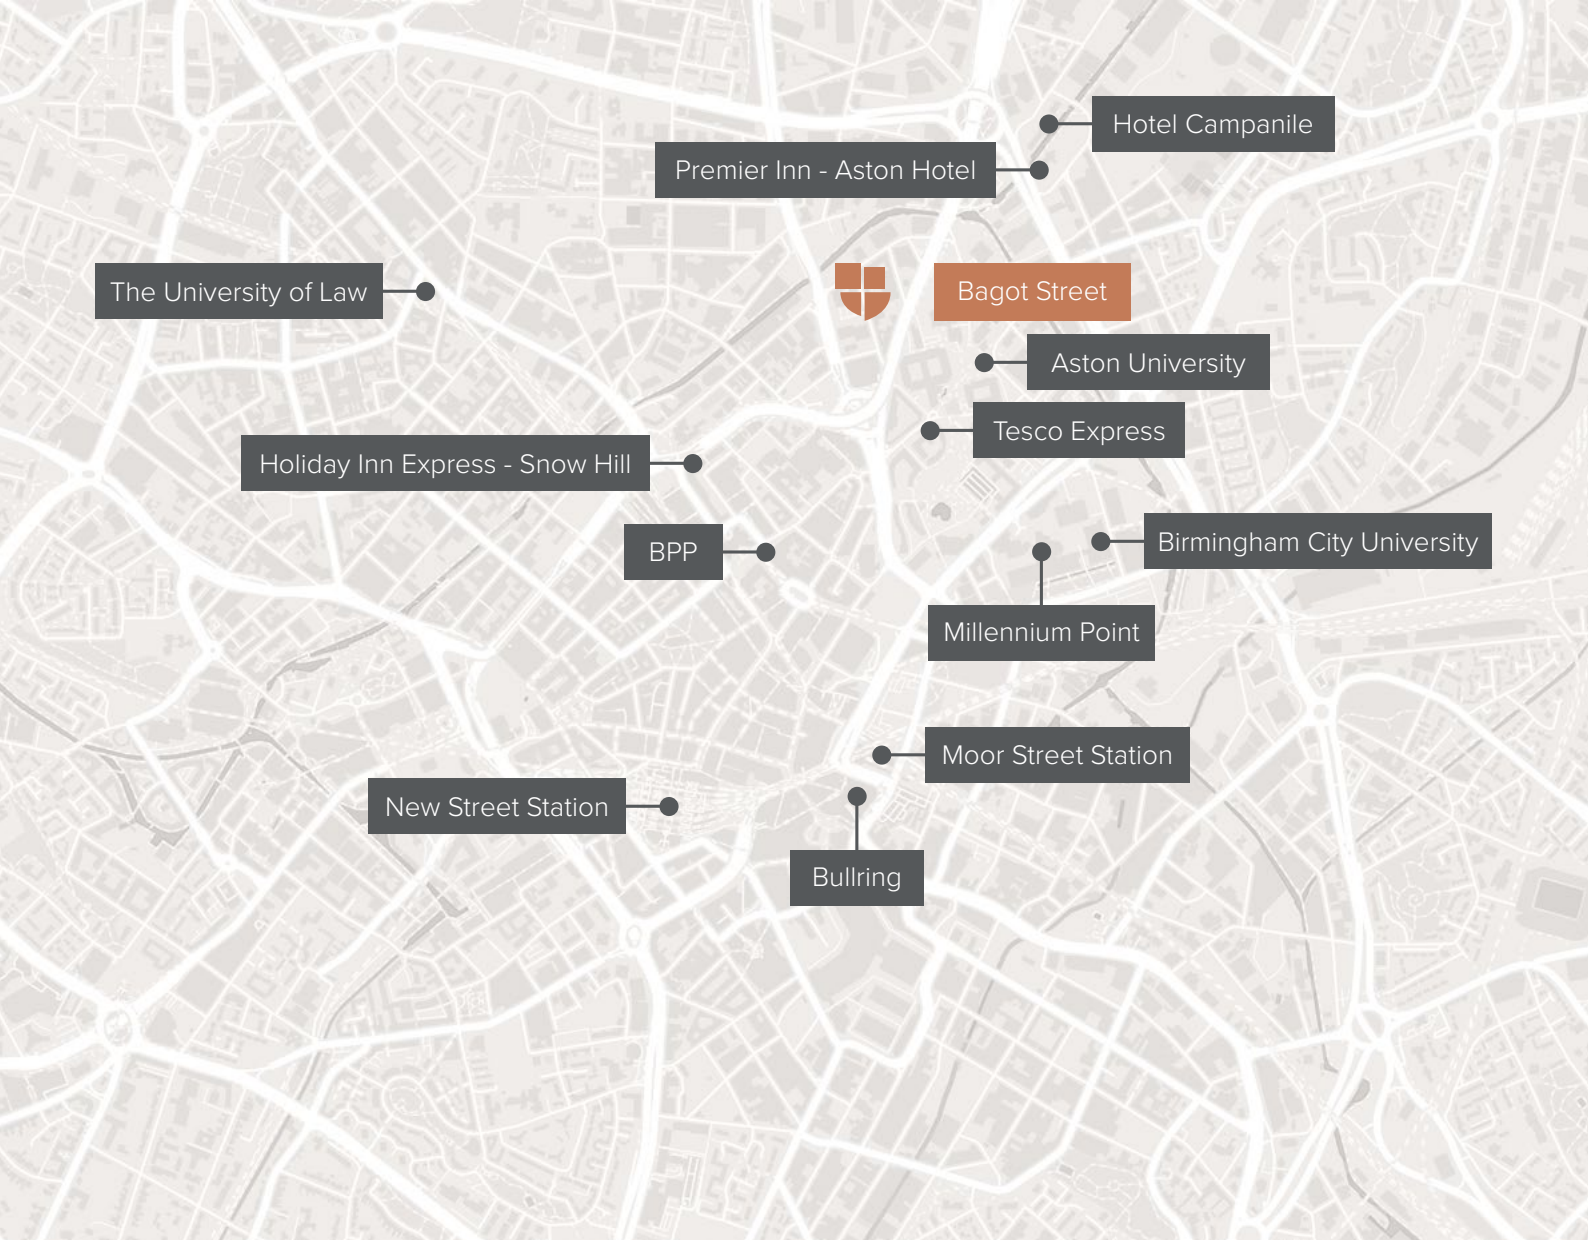 Hotel Campanile
Premier Inn - Aston Hotel
The University of Law
Bagot Street
Aston University
Tesco Express
Holiday Inn Express - Snow Hill
Birmingham City University
BPP
Millennium Point
Moor Street Station
New Street Station
Bullring